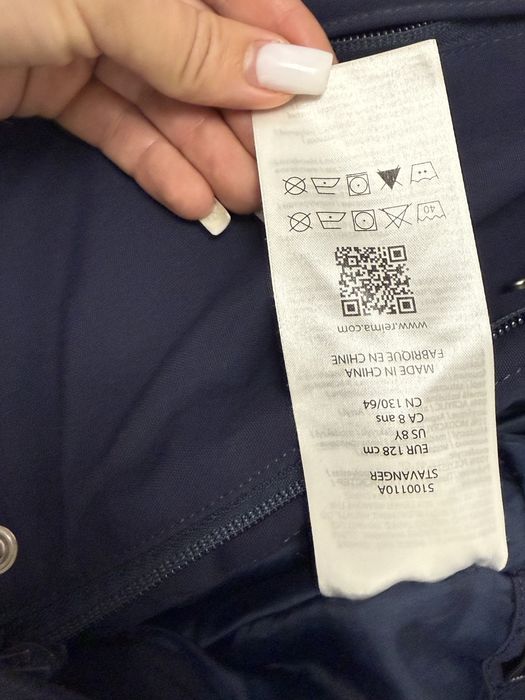 5100110A
STAVANGER
EUR 128 cm
US 8Y
CA 8 ans
CN 130/64
MADE IN CHINA
FABRIQUE EN CHINE
www.reima.com
40